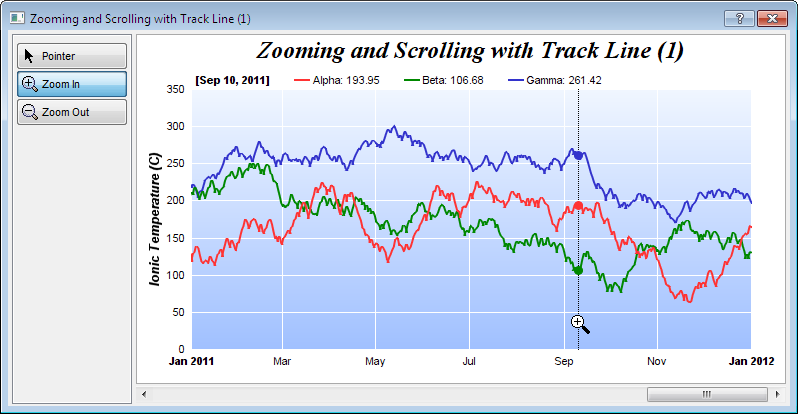 Zooming and Scrolling with Track Line (1)
Pointer
Zoom In
Zoom Out
Zooming and Scrolling with Track Line (1)
[Sep 10, 2011] Alpha: 193.95 Beta: 106.68 Gamma: 261.42
Ionic Temperature (C)
350
300
250
200
150
100
50
0
Jan 2011 Mar May Jul Sep Nov Jan 2012